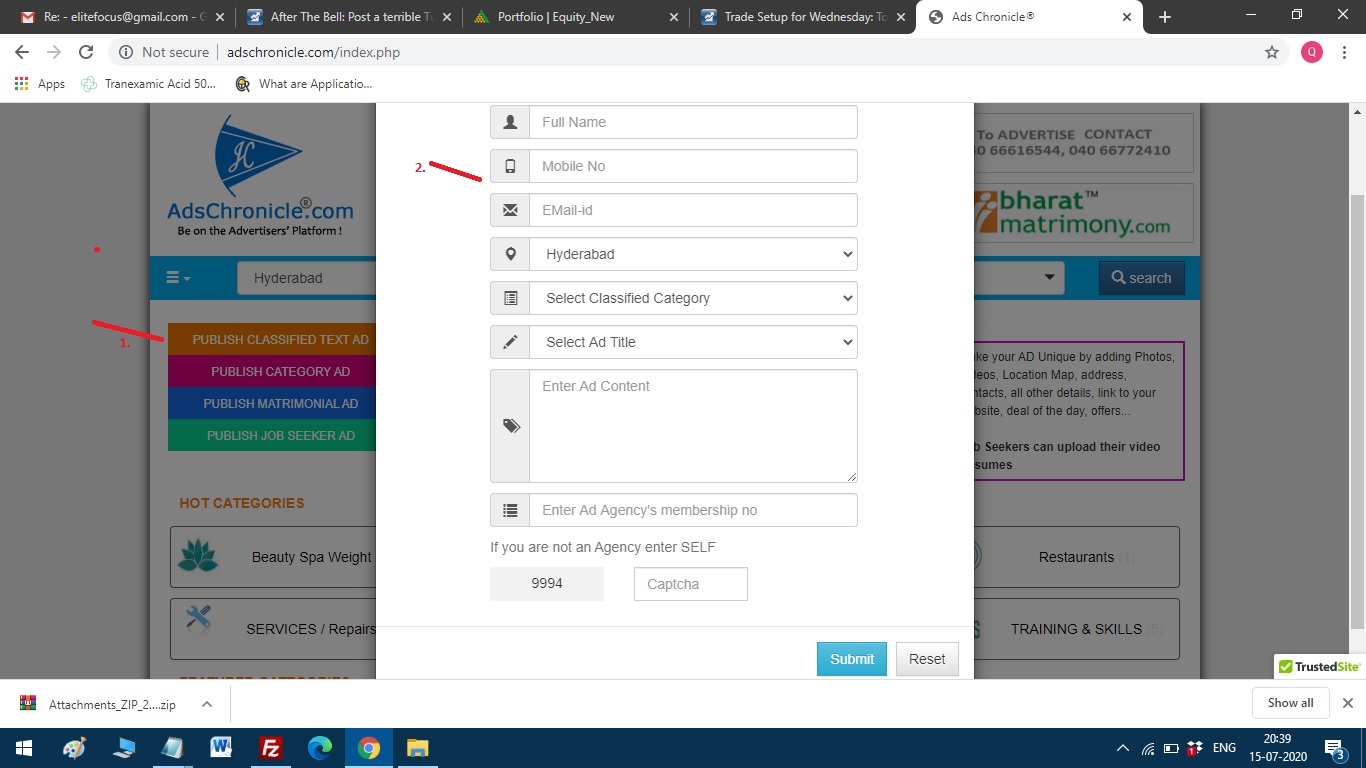 Re: - elitefocus@gmail.com - G
After The Bell: Post a terrible Tu
Portfolio | Equity_New
Trade Setup for Wednesday: To
Ads Chronicle®
Not secure
adschronicle.com/index.php
Q
Apps
Tranexamic Acid 50...
What are Applicatio...
JC
AdsChronicle®.com
Be on the Advertisers' Platform !
Full Name
2.
Mobile No
EMail-id
To ADVERTISE CONTACT
40 66616544, 040 66772410
bharat™
matrimony.com
Hyderabad
Hyderabad
search
Select Classified Category
1.
PUBLISH CLASSIFIED TEXT AD
PUBLISH CATEGORY AD
PUBLISH MATRIMONIAL AD
PUBLISH JOB SEEKER AD
Select Ad Title
Enter Ad Content
ke your AD Unique by adding Photos,
eos, Location Map, address,
ntacts, all other details, link to your
bsite, deal of the day, offers...
b Seekers can upload their video
sumes
HOT CATEGORIES
Enter Ad Agency's membership no
If you are not an Agency enter SELF
9994
Captcha
Beauty Spa Weight
Restaurants (1)
SERVICES / Repairs
TRAINING & SKILLS (5)
Submit
Reset
FEATURED CATEGORIES
TrustedSite
Attachments_ZIP_2....zip
Show all
ENG
20:39
15-07-2020
3